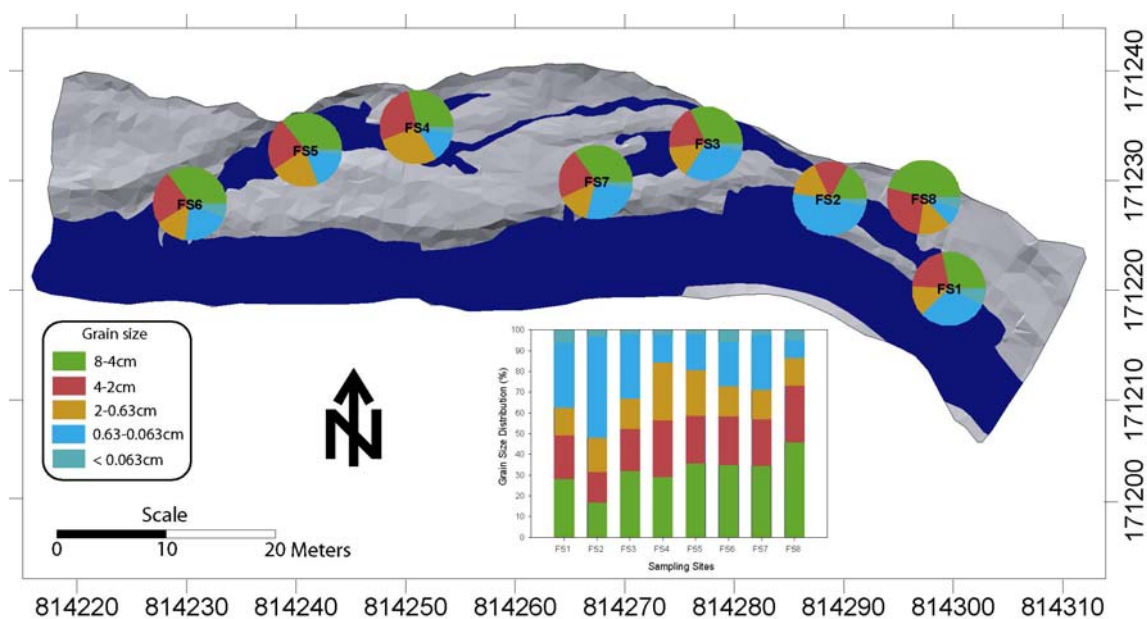 171240
171230
171220
171210
171200
FS4
FS5
FS3
FS7
FS6
FS2
FS8
FS1
Grain size
8-4cm
4-2cm
2-0.63cm
0.63-0.063cm
< 0.063cm
N
Scale
0 10 20 Meters
Grain Size Distribution (%)
100
90
80
70
60
50
40
30
20
10
0
FS1 FS2 FS3 FS4 FS5 FS6 FS7 FS8
Sampling Sites
814220 814230 814240 814250 814260 814270 814280 814290 814300 814310